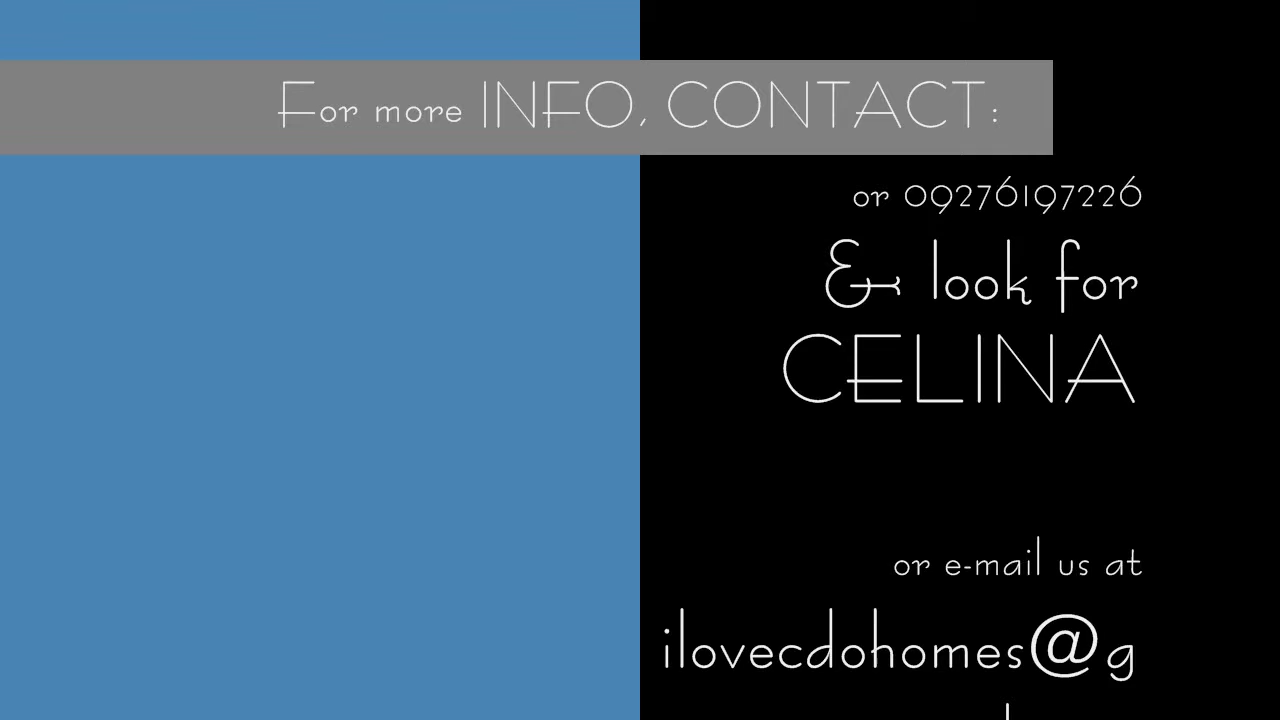 For more INFO, CONTACT:
or 09276197226
& look for
CELINA
or e-mail us at
ilovecdohomes@g